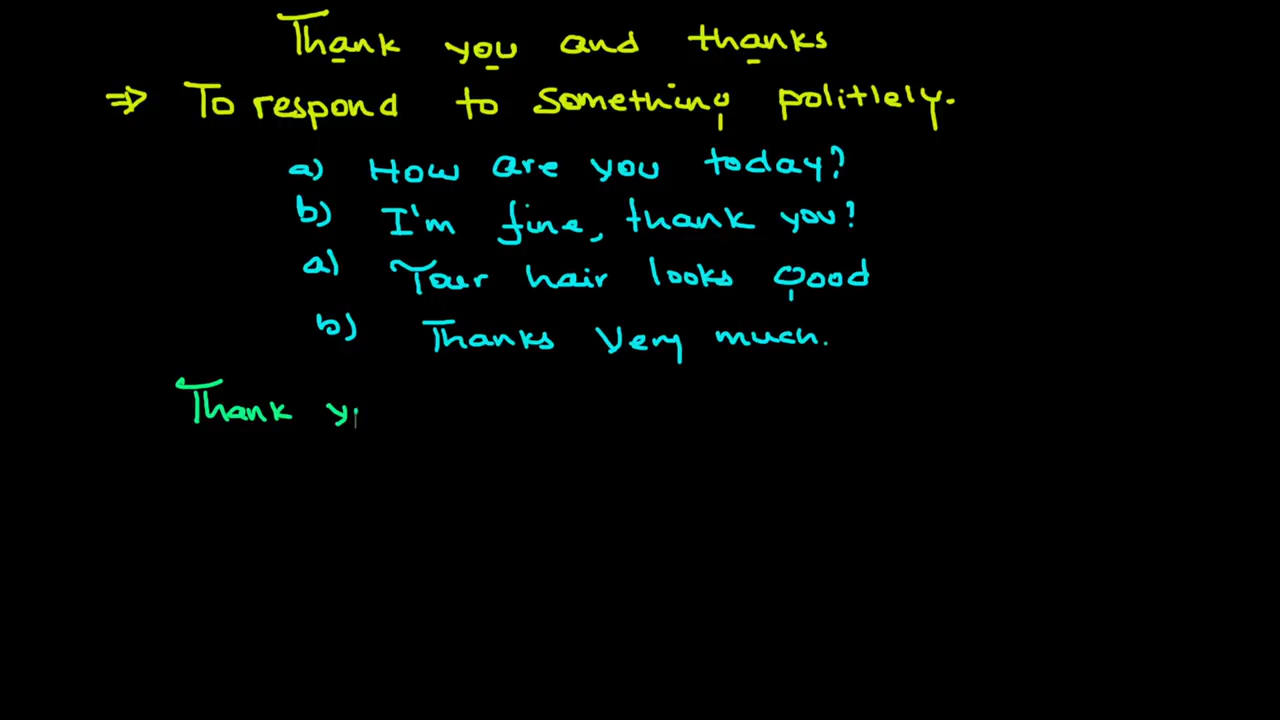 Thank you and thanks
⇒ To respond to something politlely.
a) How are you today?
b) I'm fine, thank you?
a) Your hair looks good
b) Thanks Very much.
Thank